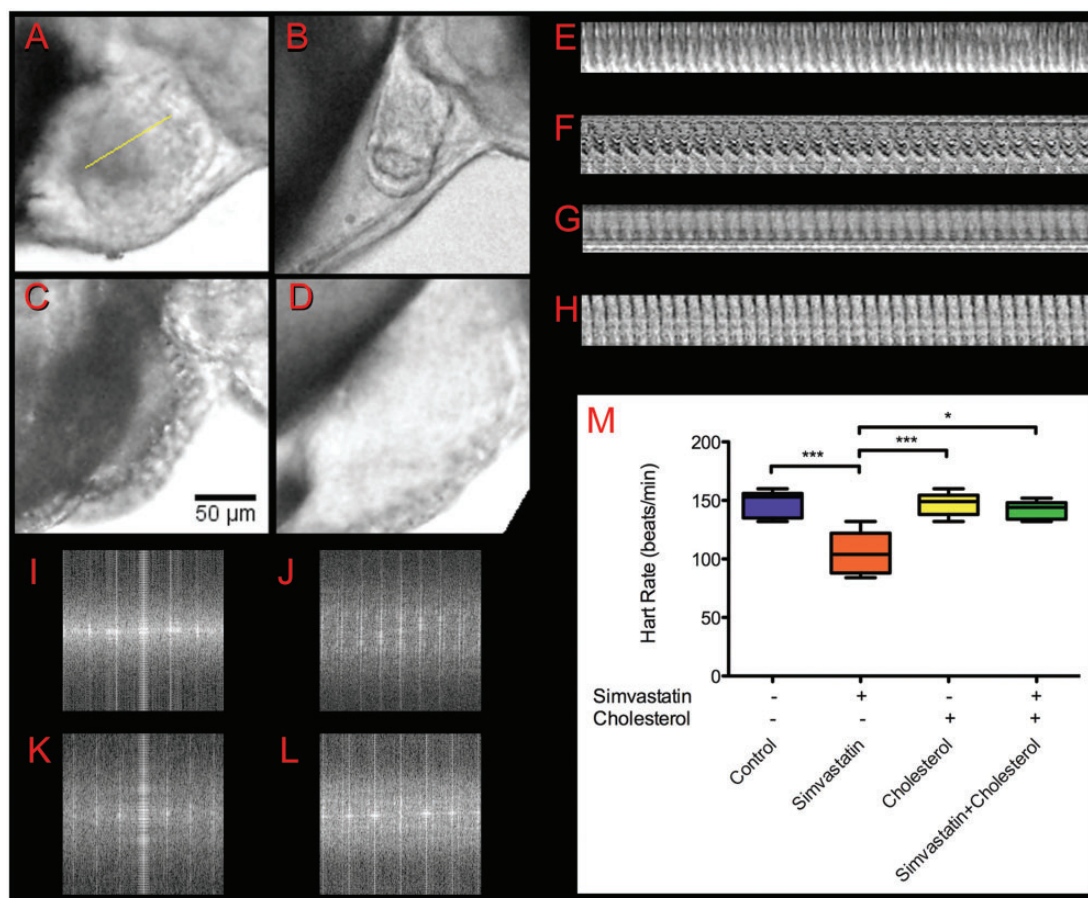 A
B
C
50 µm
D
E
F
G
H
I
J
K
L
M
Hart Rate (beats/min)
200
150
100
50
0
***
***
*
Simvastatin - + - +
Cholesterol - - + +
Control
Simvastatin
Cholesterol
Simvastatin+Cholesterol